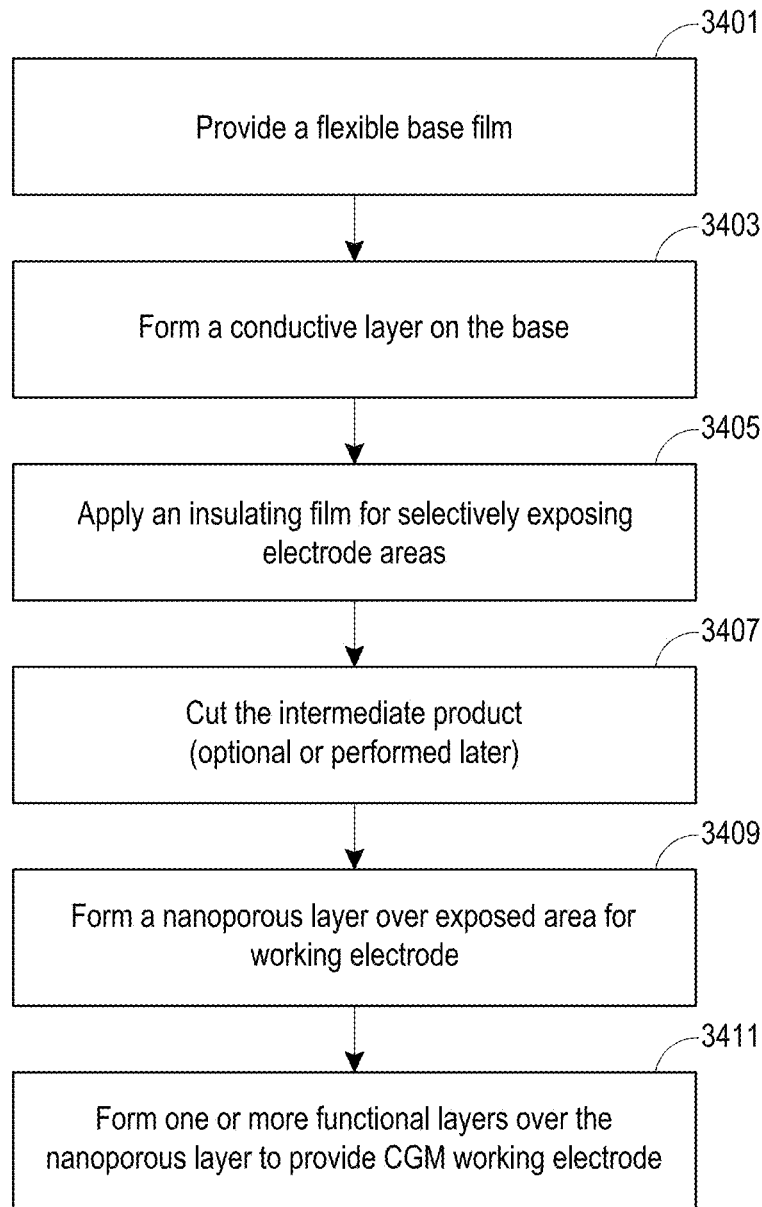 3401
Provide a flexible base film
3403
Form a conductive layer on the base
3405
Apply an insulating film for selectively exposing
electrode areas
3407
Cut the intermediate product
(optional or performed later)
3409
Form a nanoporous layer over exposed area for
working electrode
3411
Form one or more functional layers over the
nanoporous layer to provide CGM working electrode